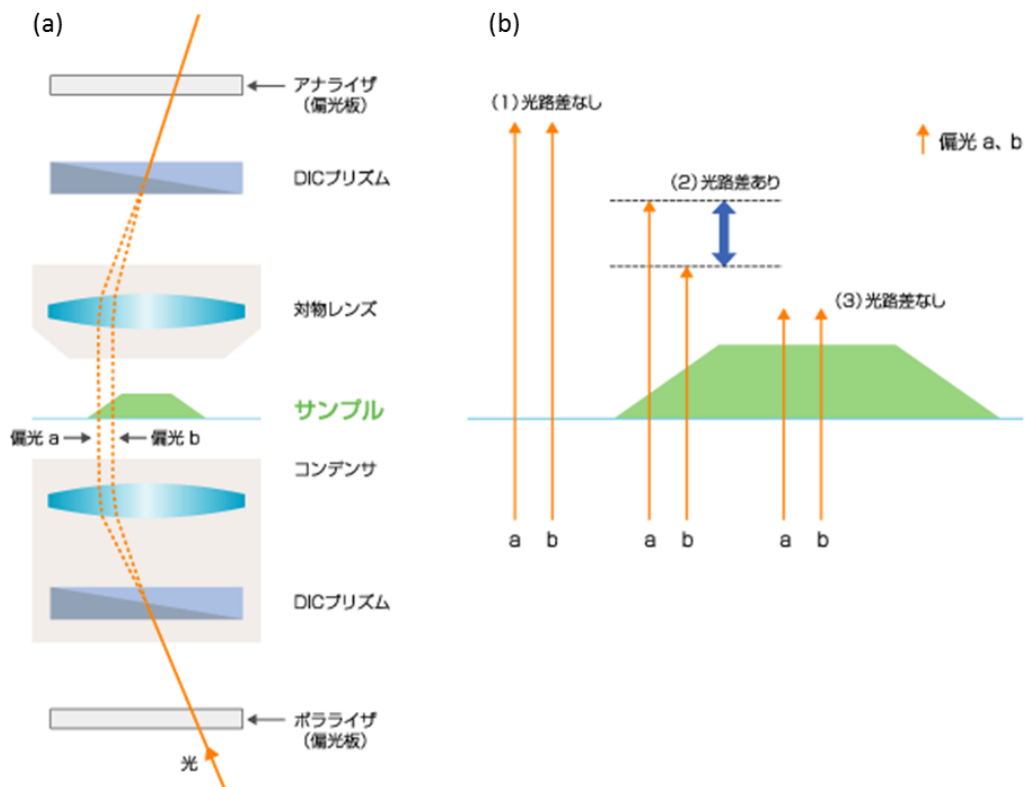 (a)
アナライザ
(偏光板)
DICプリズム
対物レンズ
サンプル
偏光 a
偏光 b
コンデンサ
DICプリズム
ポラライザ
(偏光板)
光
(b)
(1)光路差なし
偏光 a、b
(2)光路差あり
(3)光路差なし
a b a b a b